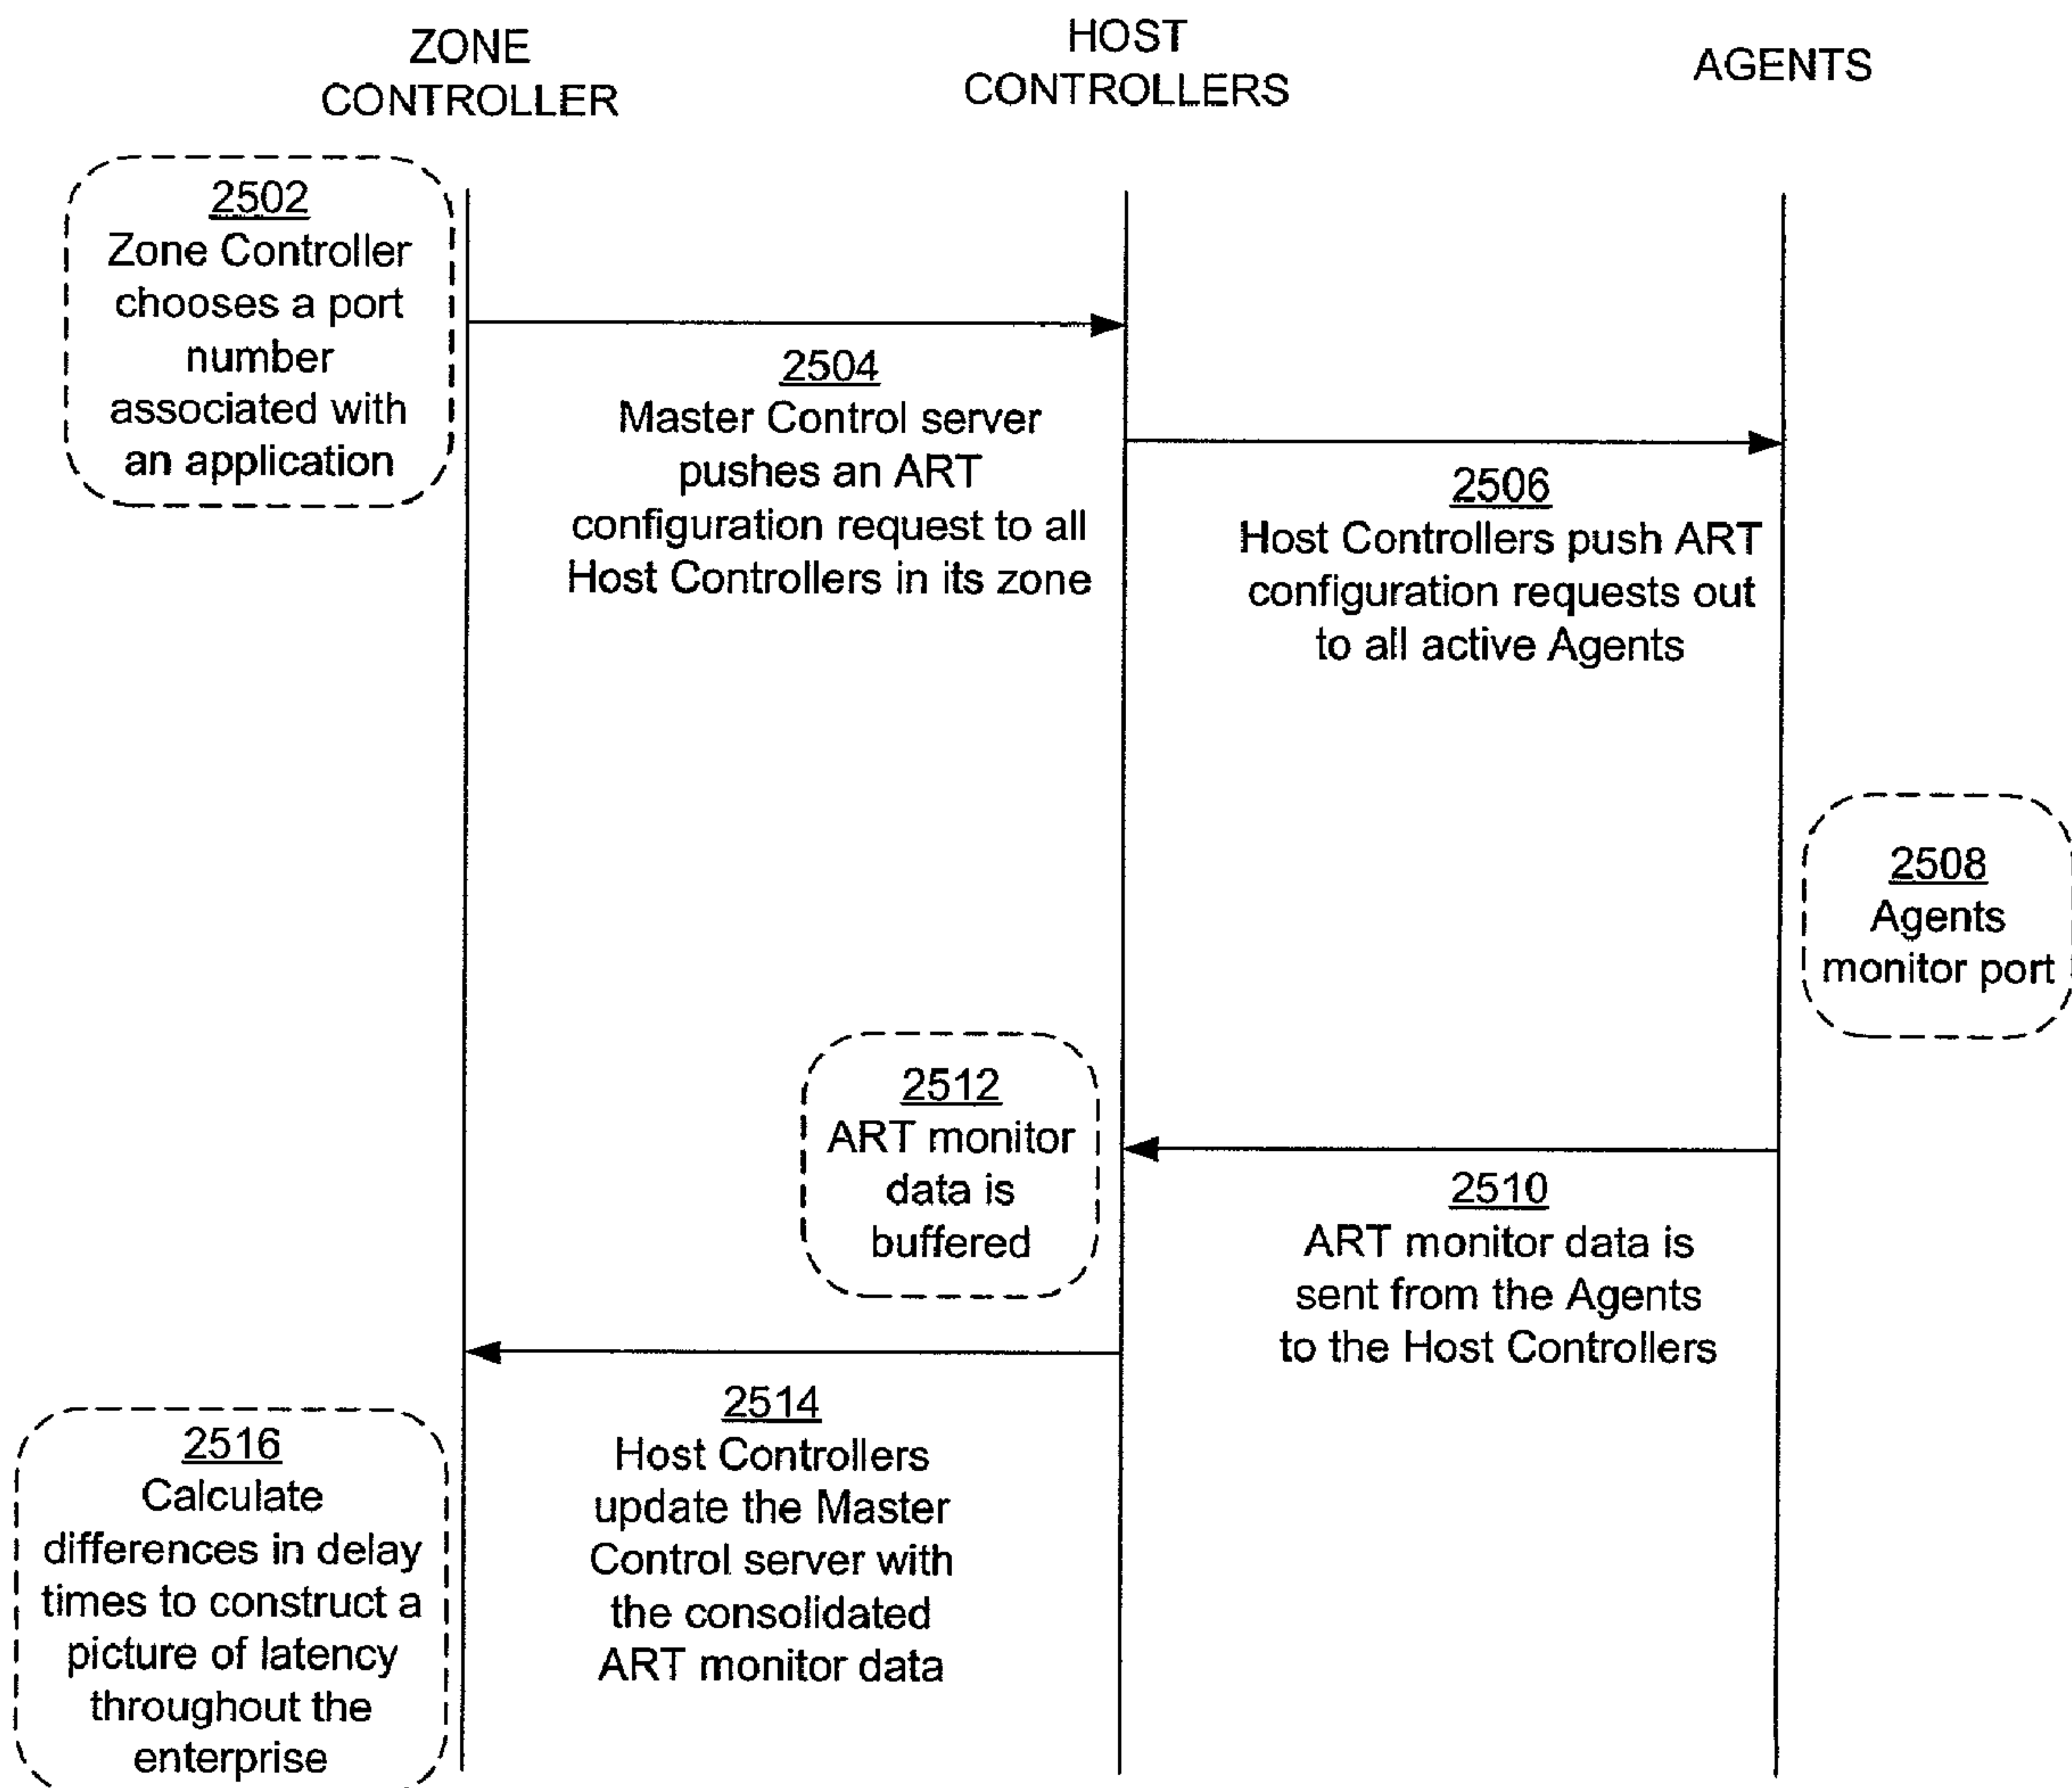 ZONE
CONTROLLER
HOST
CONTROLLERS
AGENTS
2502
Zone Controller
chooses a port
number
associated with
an application
2504
Master Control server
pushes an ART
configuration request to all
Host Controllers in its zone
2506
Host Controllers push ART
configuration requests out
to all active Agents
2508
Agents
monitor port
2512
ART monitor
data is
buffered
2510
ART monitor data is
sent from the Agents
to the Host Controllers
2514
Host Controllers
update the Master
Control server with
the consolidated
ART monitor data
2516
Calculate
differences in delay
times to construct a
picture of latency
throughout the
enterprise